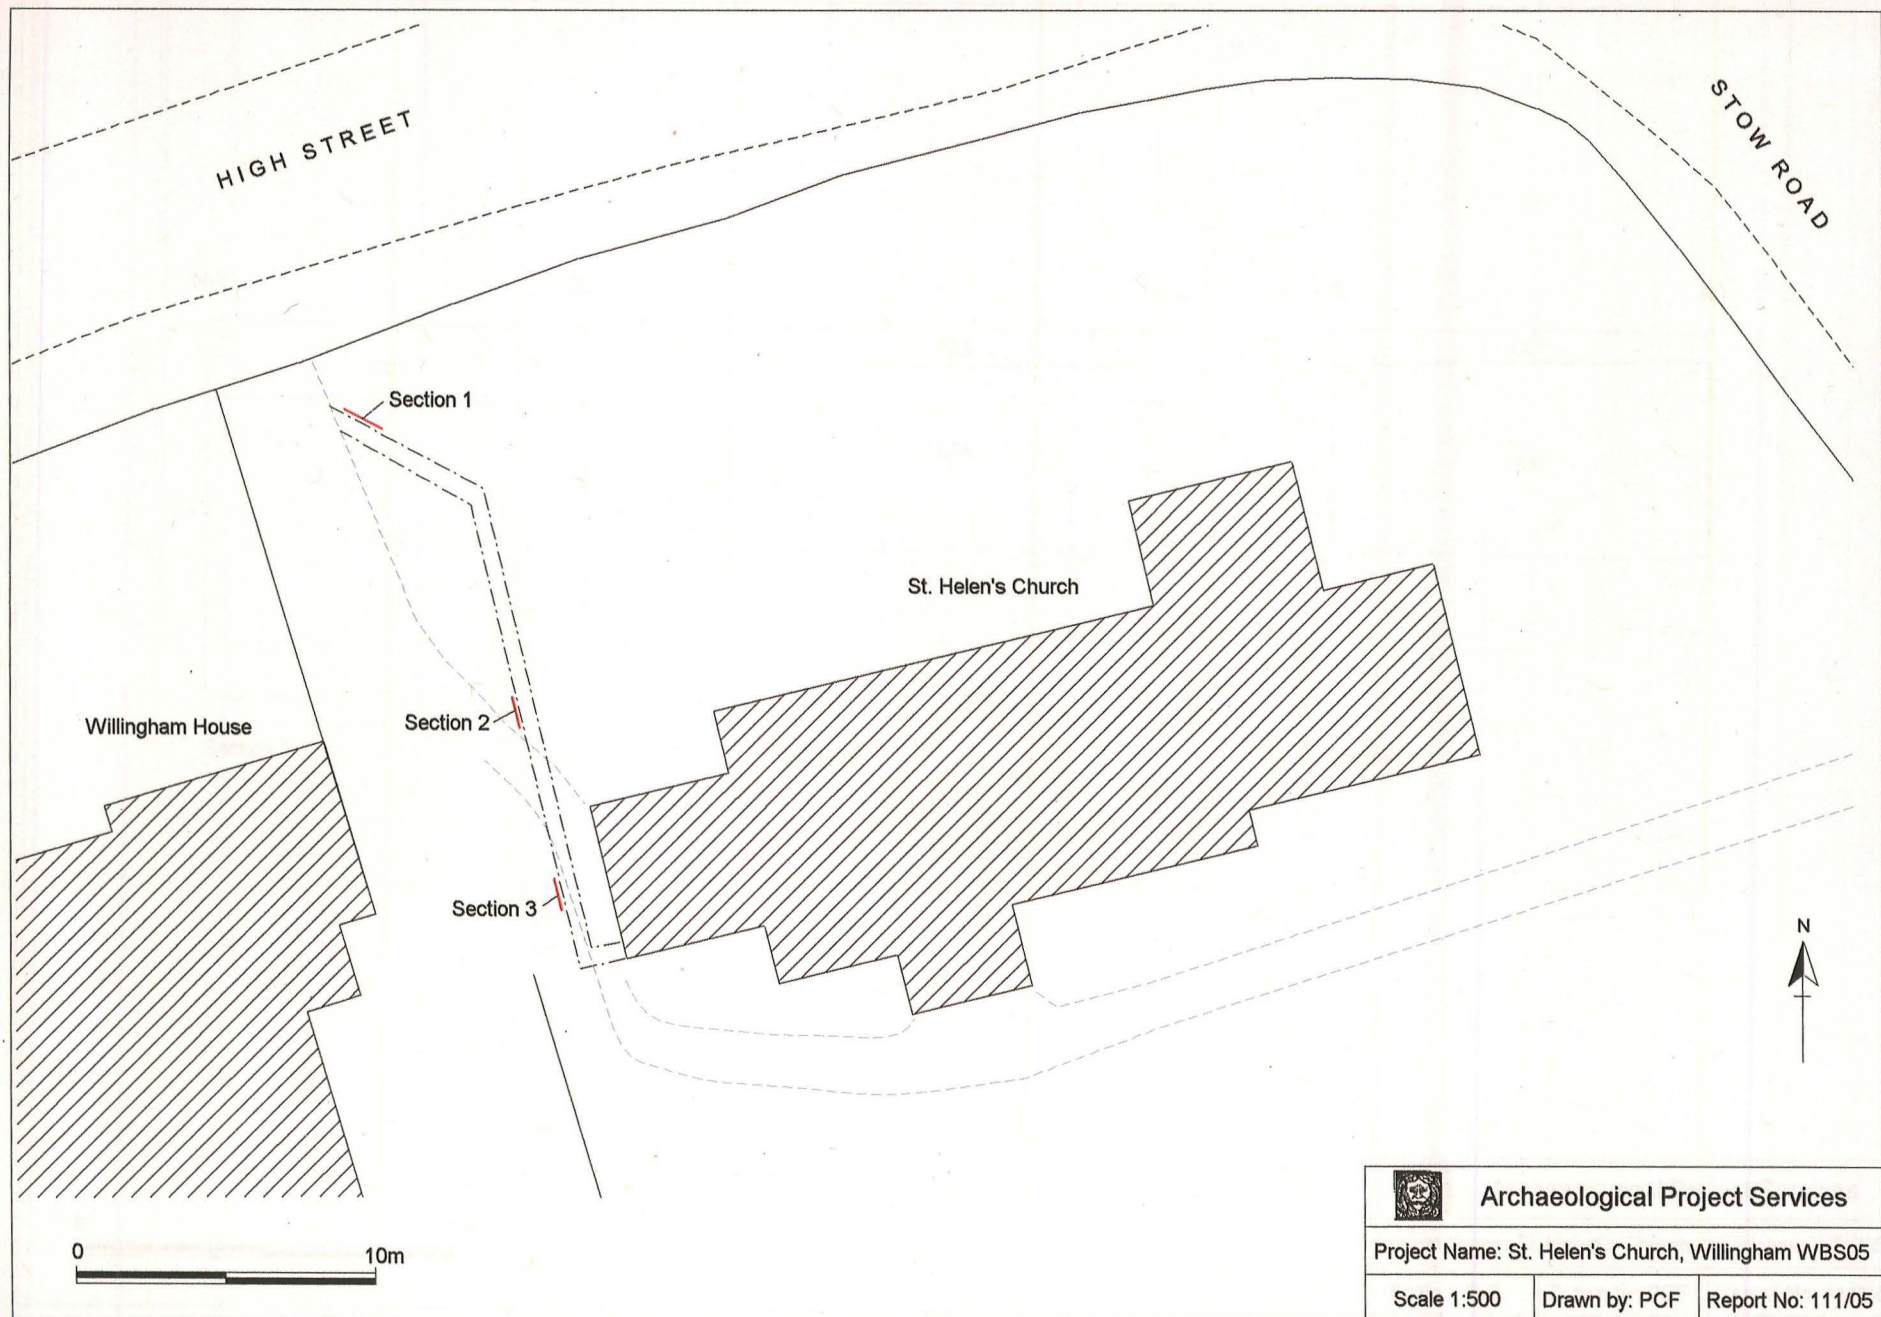 HIGH STREET
STOW ROAD
Section 1
St. Helen's Church
Willingham House
Section 2
Section 3
N
0 10m
Archaeological Project Services
Project Name: St. Helen's Church, Willingham WBS05
Scale 1:500 Drawn by: PCF Report No: 111/05